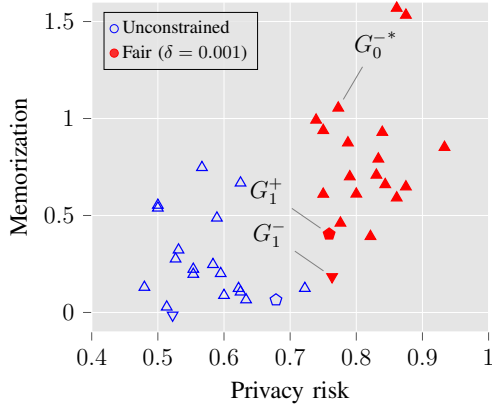 Unconstrained
Fair (δ = 0.001)
G₀⁻*
G₁⁺
G₁⁻
Memorization
1.5
1
0.5
0
0.4 0.5 0.6 0.7 0.8 0.9 1
Privacy risk